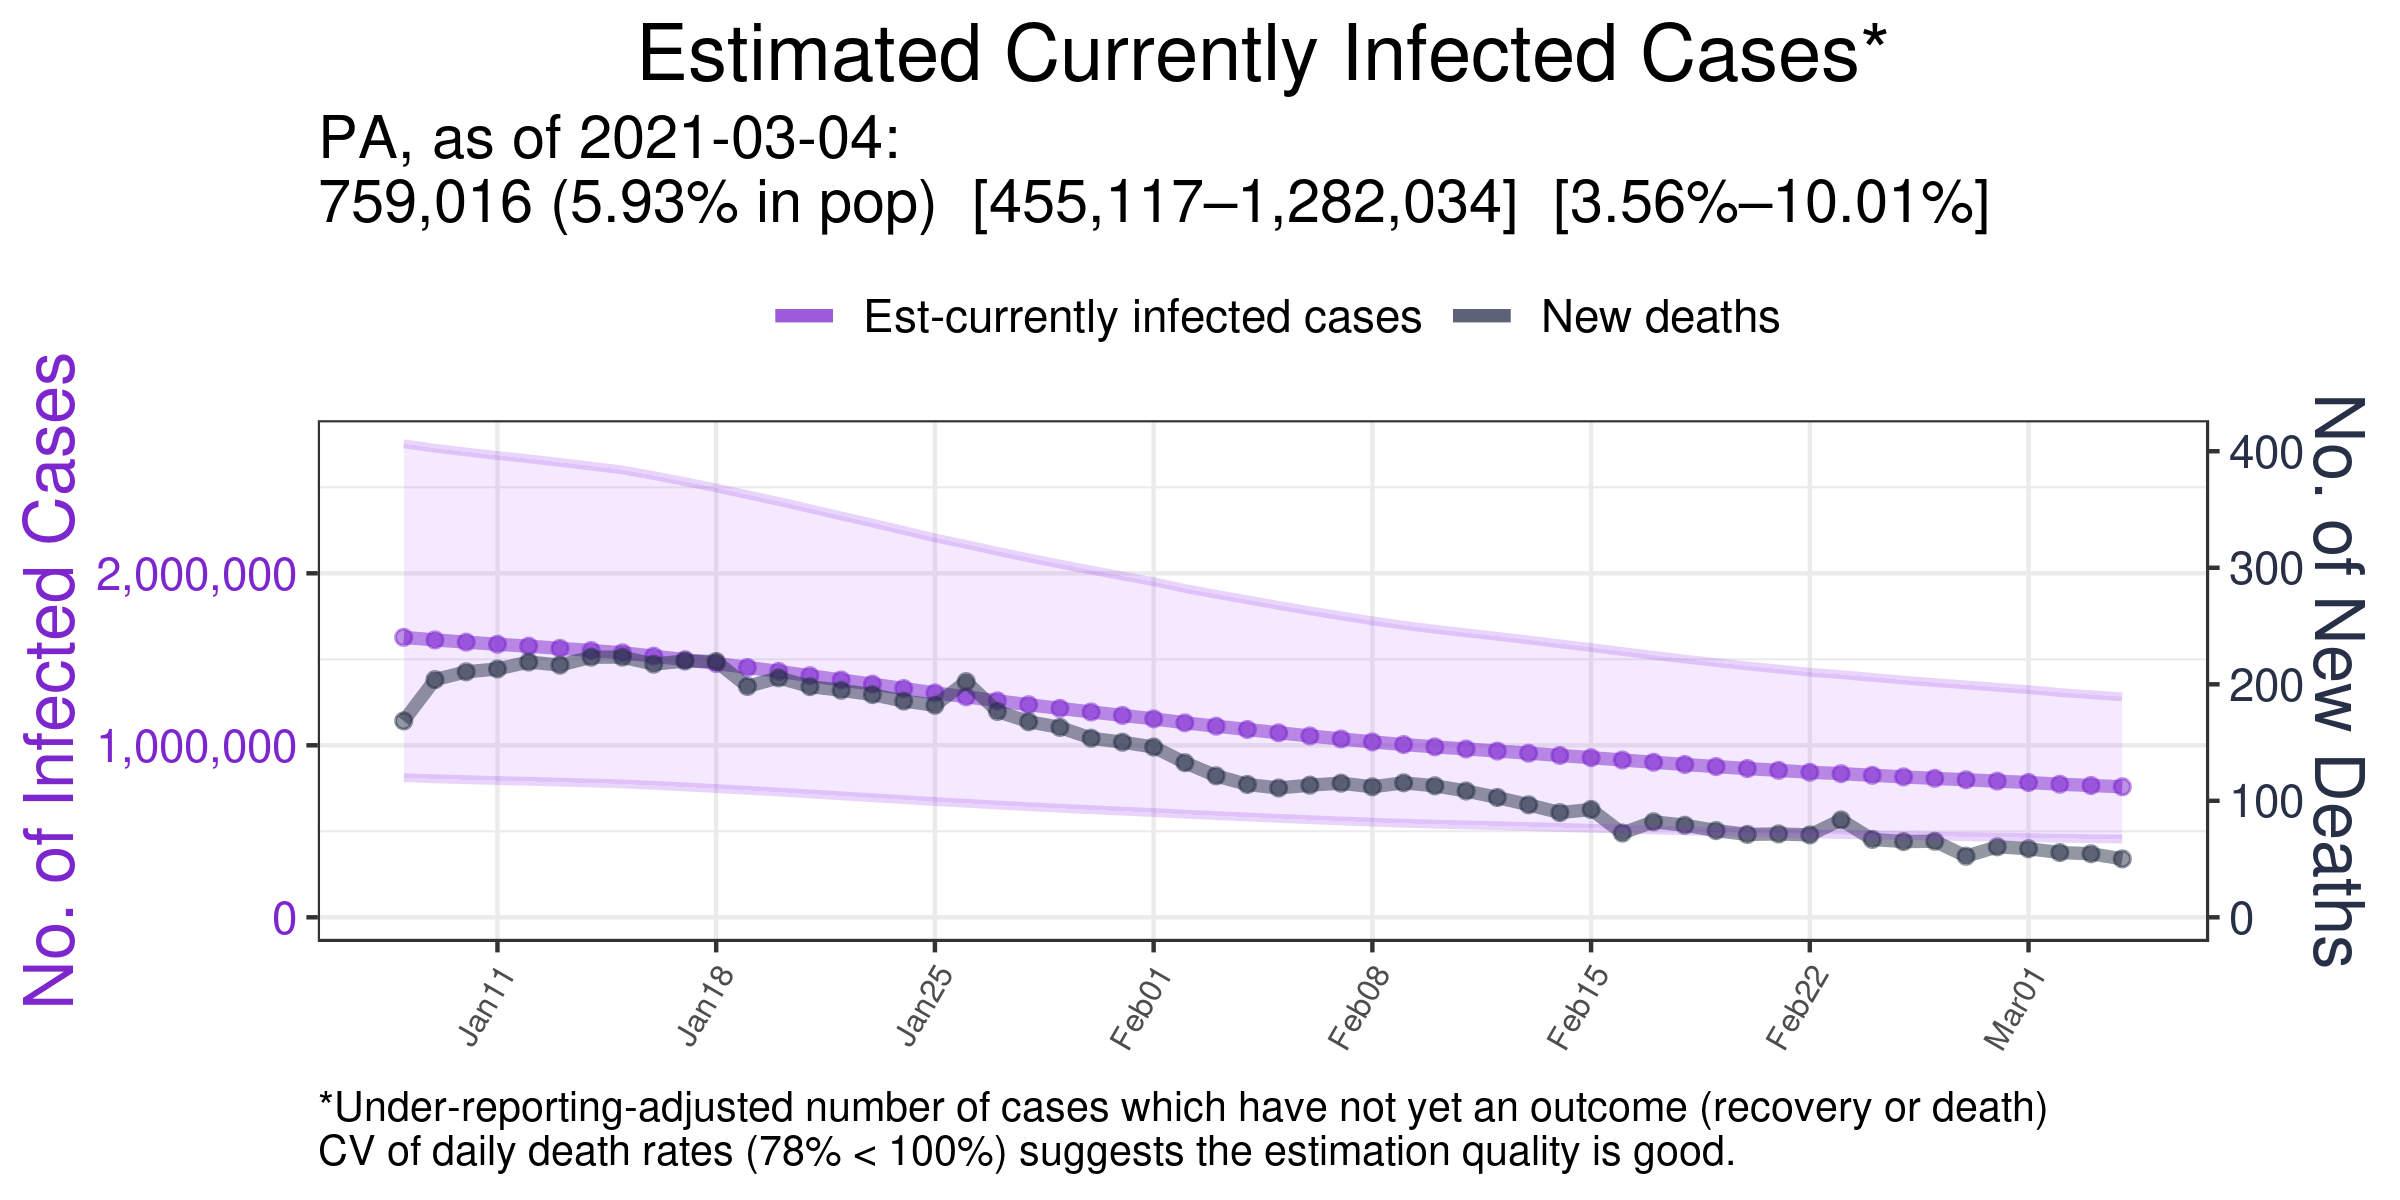 Estimated Currently Infected Cases*
PA, as of 2021-03-04:
759,016 (5.93% in pop) [455,117–1,282,034] [3.56%–10.01%]
Est-currently infected cases
New deaths
No. of Infected Cases
2,000,000
1,000,000
0
400
300
200
100
0
No. of New Deaths
Jan11
Jan18
Jan25
Feb01
Feb08
Feb15
Feb22
Mar01
*Under-reporting-adjusted number of cases which have not yet an outcome (recovery or death)
CV of daily death rates (78% < 100%) suggests the estimation quality is good.